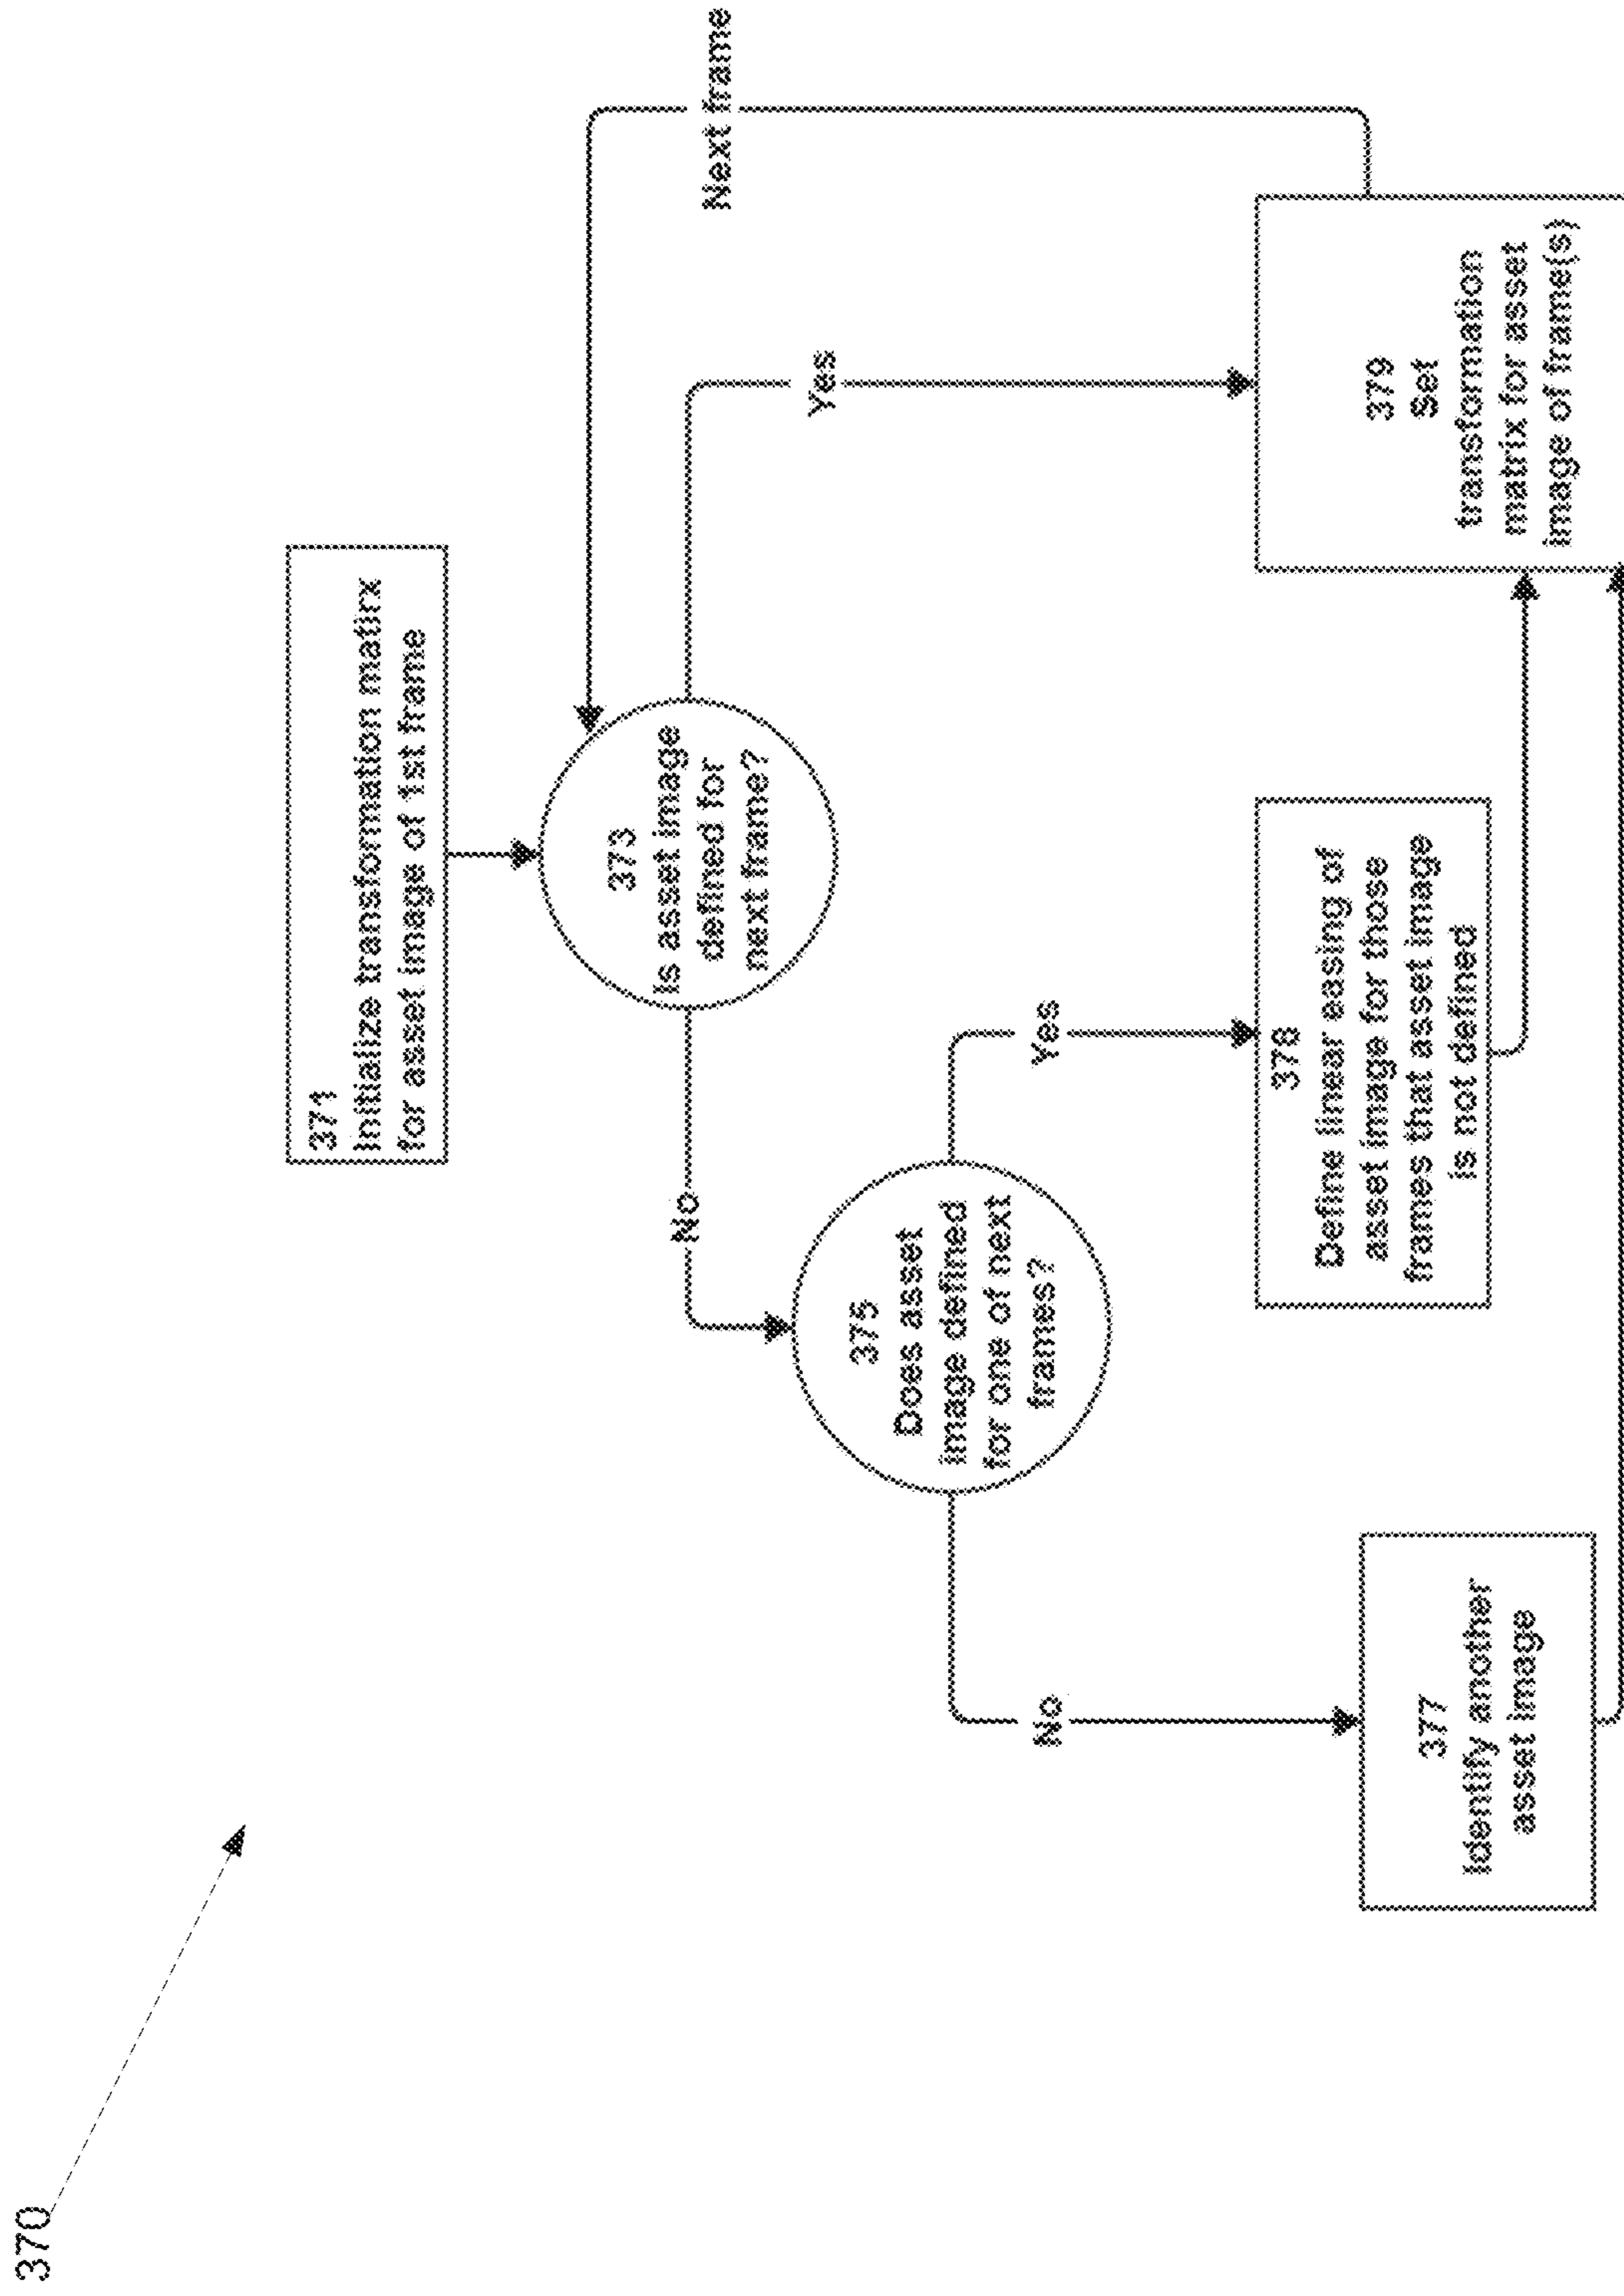 370
371
Initialize transformation matirx
for asset image of 1st frame
Next frame
373
Is asset image
defined for
next frame?
No
Yes
375
Does asset
image defined
for one of next
frames?
No
Yes
377
Identify another
asset image
378
Define linear easing of
asset image for those
frames that asset image
is not defined
379
Set
transformation
matrix for asset
image of frame(s)